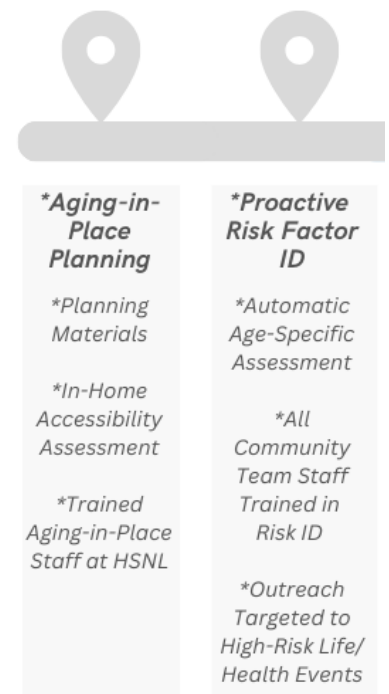 *Aging-in-
Place
Planning
*Planning
Materials
*In-Home
Accessibility
Assessment
*Trained
Aging-in-Place
Staff at HSNL
*Proactive
Risk Factor
ID
*Automatic
Age-Specific
Assessment
*All
Community
Team Staff
Trained in
Risk ID
*Outreach
Targeted to
High-Risk Life/
Health Events